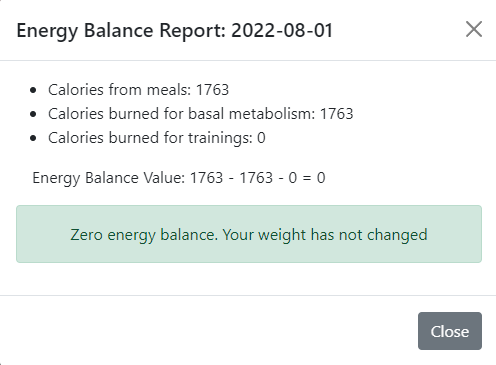 Energy Balance Report: 2022-08-01
Calories from meals: 1763
Calories burned for basal metabolism: 1763
Calories burned for trainings: 0
Energy Balance Value: 1763 - 1763 - 0 = 0
Zero energy balance. Your weight has not changed
Close